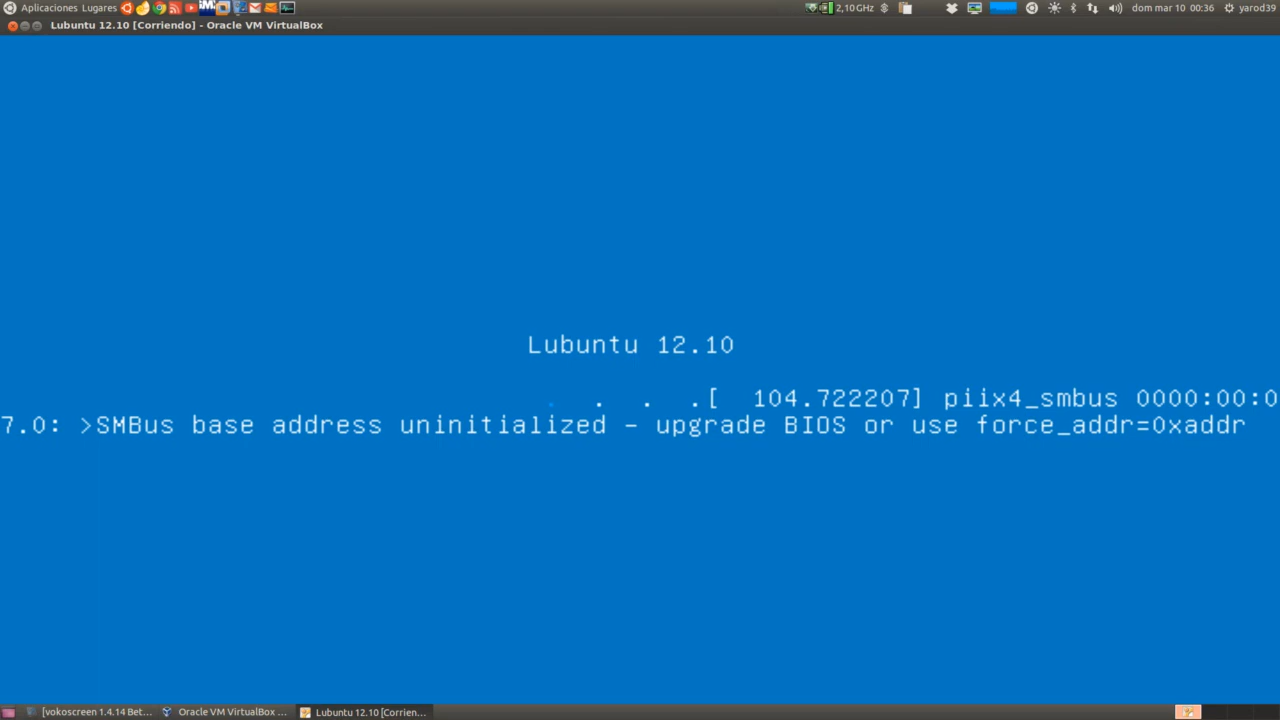 Aplicaciones Lugares
2,10GHz
dom mar 10 00:36
yarod39
Lubuntu 12.10 [Corriendo] - Oracle VM VirtualBox
Lubuntu 12.10
. . . .[ 104.722207] piix4_smbus 0000:00:0
7.0: >SMBus base address uninitialized - upgrade BIOS or use force_addr=0xaddr
[vokoscreen 1.4.14 Bet...
Oracle VM VirtualBox ...
Lubuntu 12.10 [Corrien...